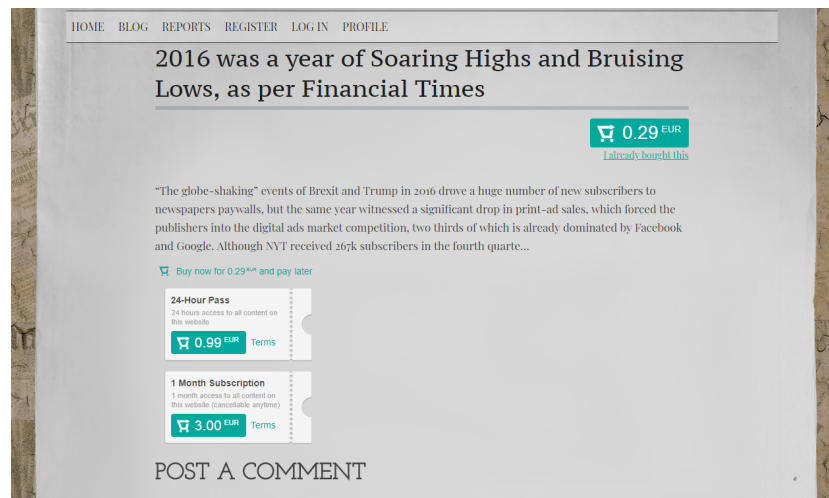 HOME BLOG REPORTS REGISTER LOG IN PROFILE
2016 was a year of Soaring Highs and Bruising
Lows, as per Financial Times
0.29 EUR
I already bought this
“The globe-shaking” events of Brexit and Trump in 2016 drove a huge number of new subscribers to
newspapers paywalls, but the same year witnessed a significant drop in print-ad sales, which forced the
publishers into the digital ads market competition, two thirds of which is already dominated by Facebook
and Google. Although NYT received 267k subscribers in the fourth quarte...
Buy now for 0.29 EUR and pay later
24-Hour Pass
24 hours access to all content on
this website
0.99 EUR Terms
1 Month Subscription
1 month access to all content on
this website (cancellable anytime)
3.00 EUR Terms
POST A COMMENT